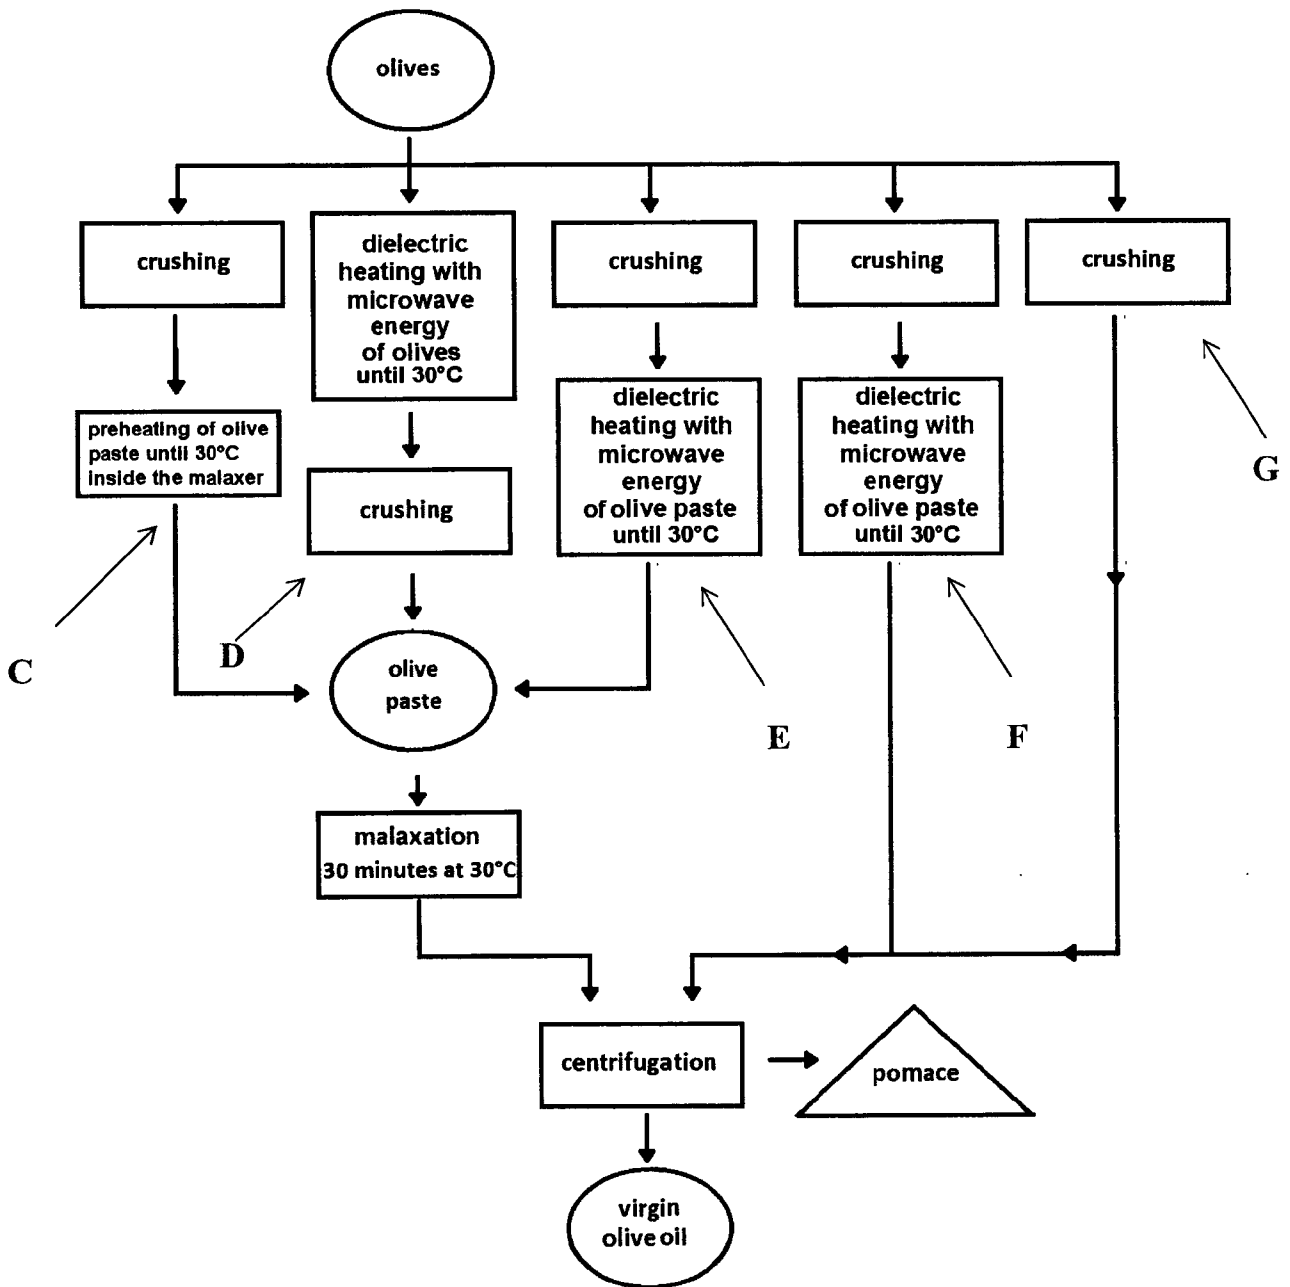 olives
crushing
dielectric
heating with
microwave
energy
of olives
until 30°C
crushing
crushing
crushing
preheating of olive
paste until 30°C
inside the malaxer
crushing
dielectric
heating with
microwave
energy
of olive paste
until 30°C
dielectric
heating with
microwave
energy
of olive paste
until 30°C
G
C
D
olive
paste
E
F
malaxation
30 minutes at 30°C
centrifugation
pomace
virgin
olive oil